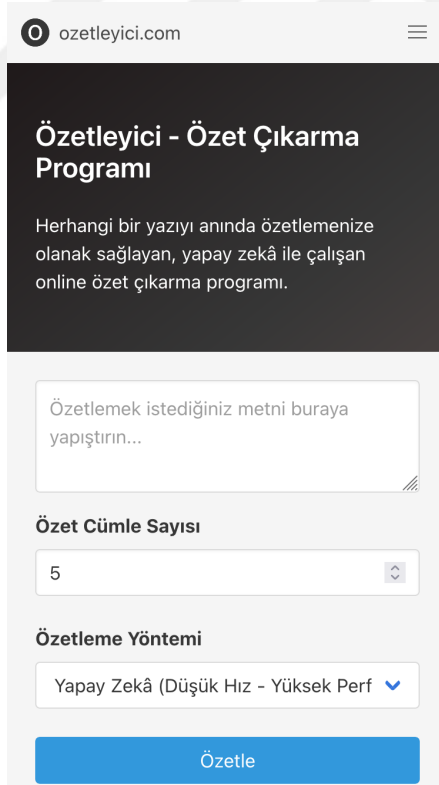 O ozetleyici.com
Özetleyici - Özet Çıkarma
Programı
Herhangi bir yazıyı anında özetlemenize
olanak sağlayan, yapay zekâ ile çalışan
online özet çıkarma programı.
Özetlemek istediğiniz metni buraya
yapıştırın...
Özet Cümle Sayısı
5
Özetleme Yöntemi
Yapay Zekâ (Düşük Hız - Yüksek Perf
Özetle